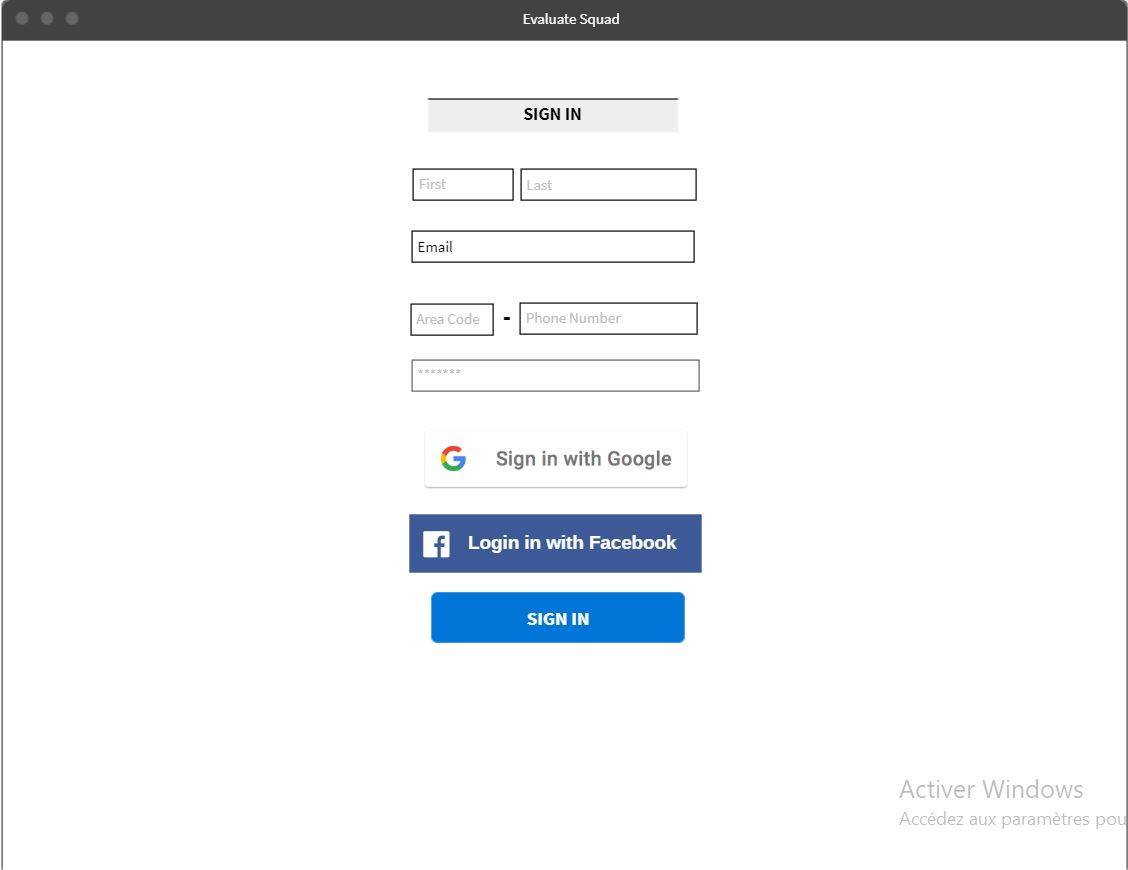 Evaluate Squad
SIGN IN
First Last
Email
Area Code - Phone Number
*******
Sign in with Google
Login in with Facebook
SIGN IN
Activer Windows
Accédez aux paramètres pou